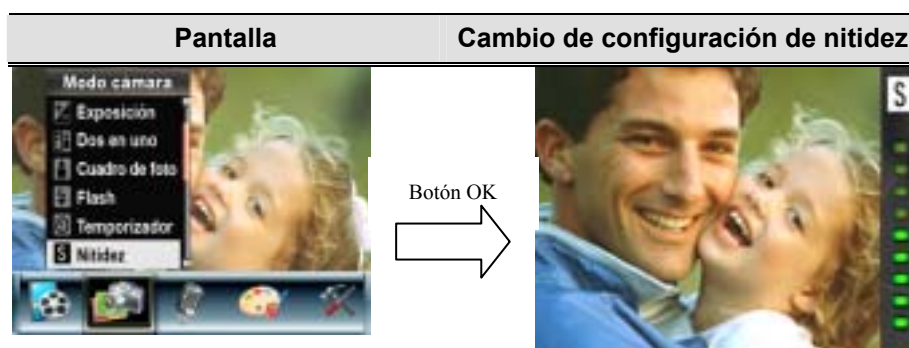 Pantalla Cambio de configuración de nitidez
Modo cámara
Exposición
Dos en uno
Cuadro de foto
Flash
Temporizador
S Nitidez
Botón OK
S